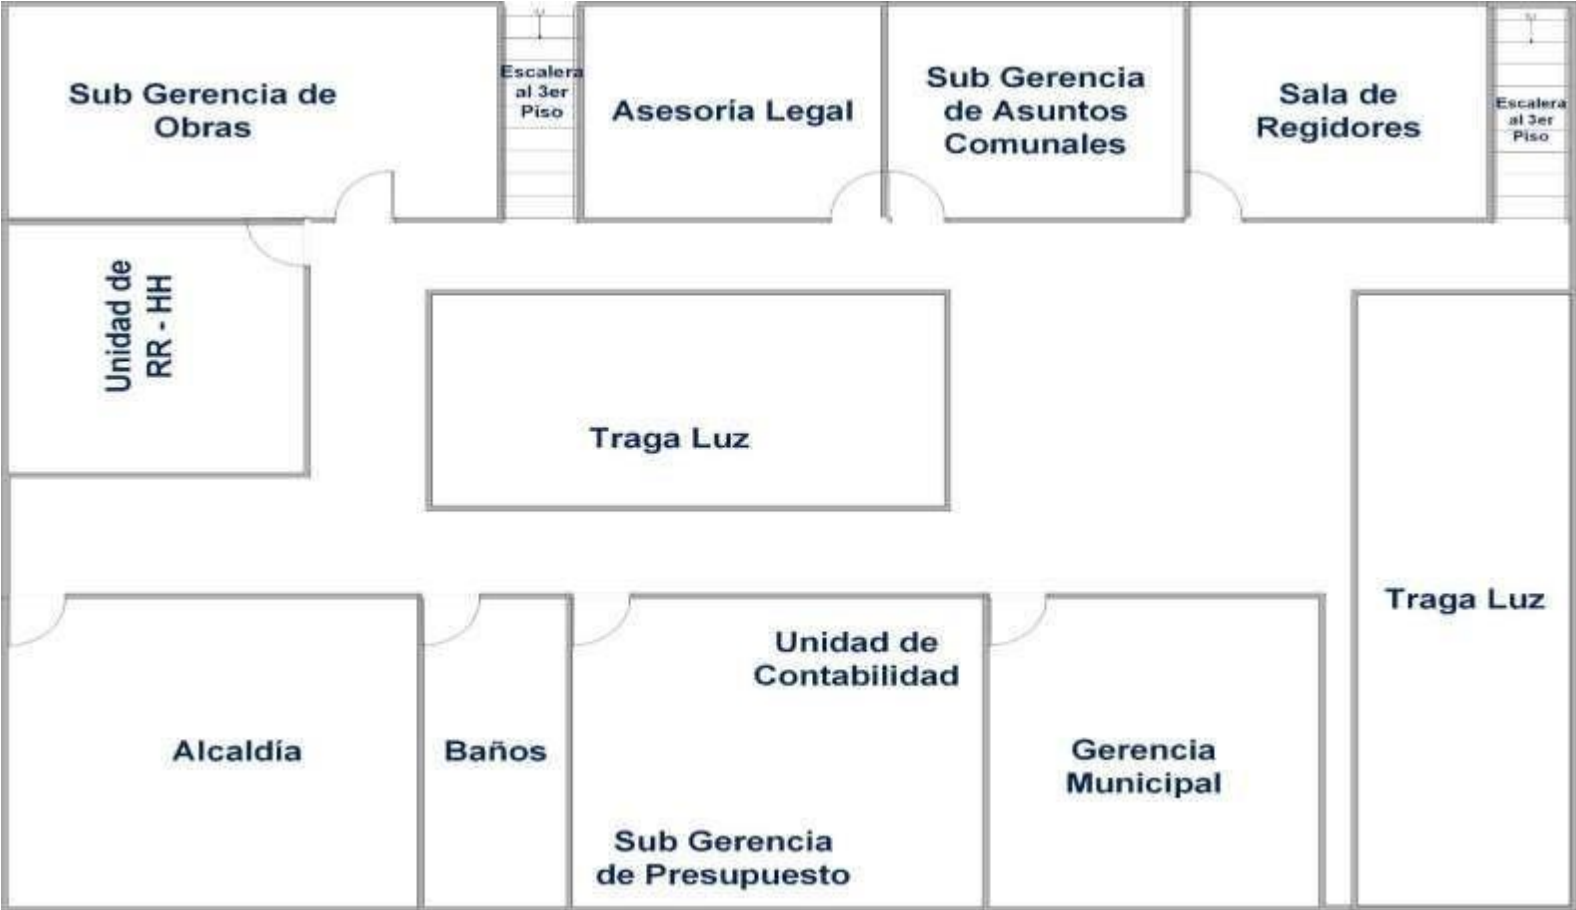 Sub Gerencia de
Obras
Escalera
al 3er
Piso
Asesoría Legal
Sub Gerencia
de Asuntos
Comunales
Sala de
Regidores
Escalera
al 3er
Piso
Unidad de
RR - HH
Traga Luz
Traga Luz
Alcaldía
Baños
Unidad de
Contabilidad
Sub Gerencia
de Presupuesto
Gerencia
Municipal